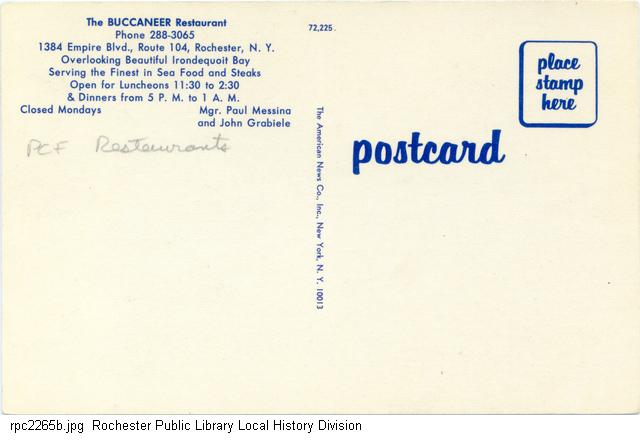 The BUCCANEER Restaurant
Phone 288-3065
1384 Empire Blvd., Route 104, Rochester, N. Y.
Overlooking Beautiful Irondequoit Bay
Serving the Finest in Sea Food and Steaks
Open for Luncheons 11:30 to 2:30
& Dinners from 5 P. M. to 1 A. M.
Closed Mondays Mgr. Paul Messina
and John Grabiele
PCF Restaurants
72,225
The American News Co., Inc., New York, N. Y. 10013
place
stamp
here
postcard
rpc2265b.jpg Rochester Public Library Local History Division